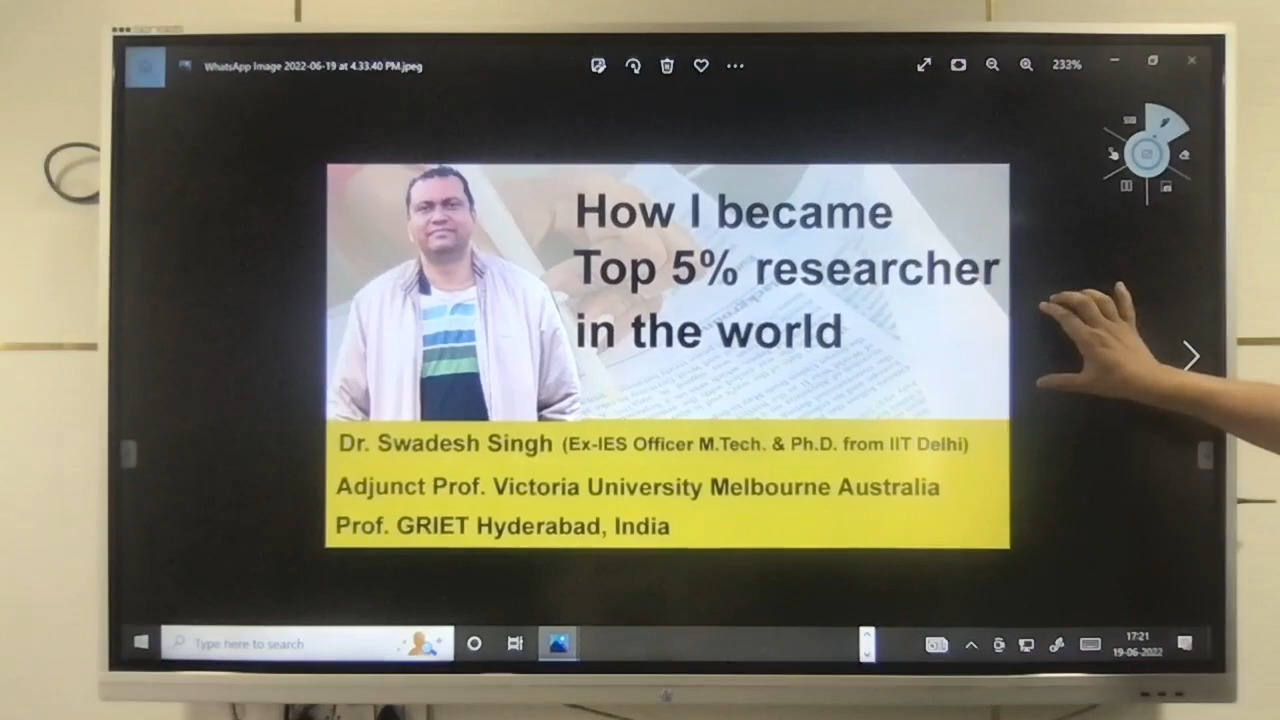 WhatsApp Image 2022-06-19 at 4.33.40 PM.jpeg
233%
How I became
Top 5% researcher
in the world
Dr. Swadesh Singh (Ex-IES Officer M.Tech. & Ph.D. from IIT Delhi)
Adjunct Prof. Victoria University Melbourne Australia
Prof. GRIET Hyderabad, India
Type here to search
17:21
19-06-2022